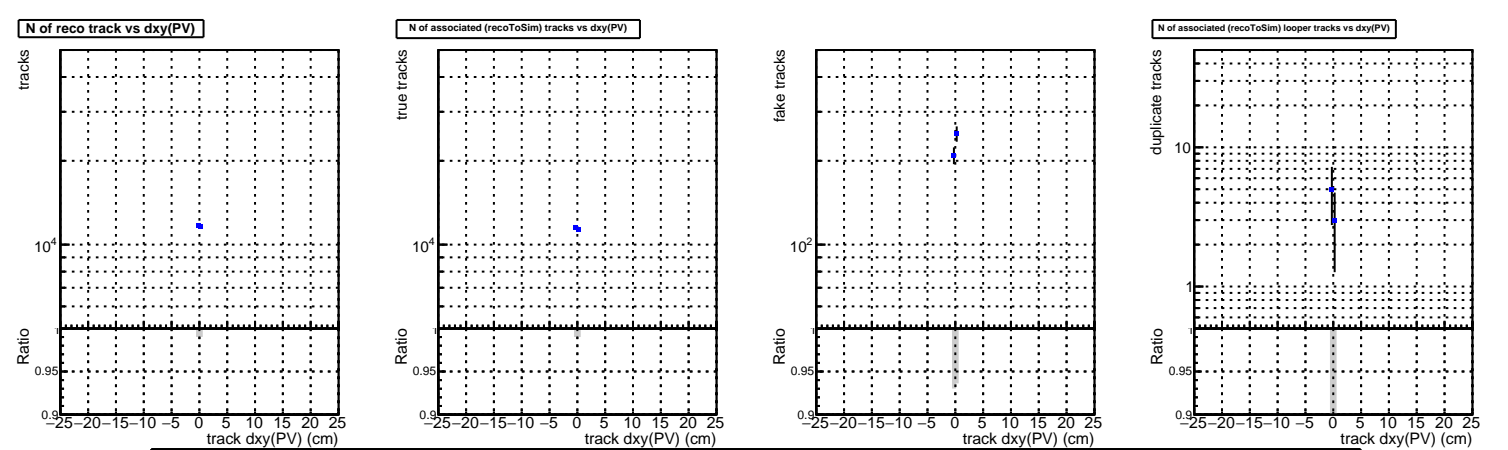 N of reco track vs dxy(PV)
N of associated (recoToSim) tracks vs dxy(PV)
N of associated (recoToSim) looper tracks vs dxy(PV)
tracks
10^4
Ratio
1
0.95
0.9
−25 −20 −15 −10 −5 0 5 10 15 20 25
track dxy(PV) (cm)
true tracks
10^4
Ratio
1
0.95
0.9
−25 −20 −15 −10 −5 0 5 10 15 20 25
track dxy(PV) (cm)
fake tracks
10^2
Ratio
1
0.95
0.9
−25 −20 −15 −10 −5 0 5 10 15 20 25
track dxy(PV) (cm)
duplicate tracks
10
1
Ratio
1
0.95
0.9
−25 −20 −15 −10 −5 0 5 10 15 20 25
track dxy(PV) (cm)